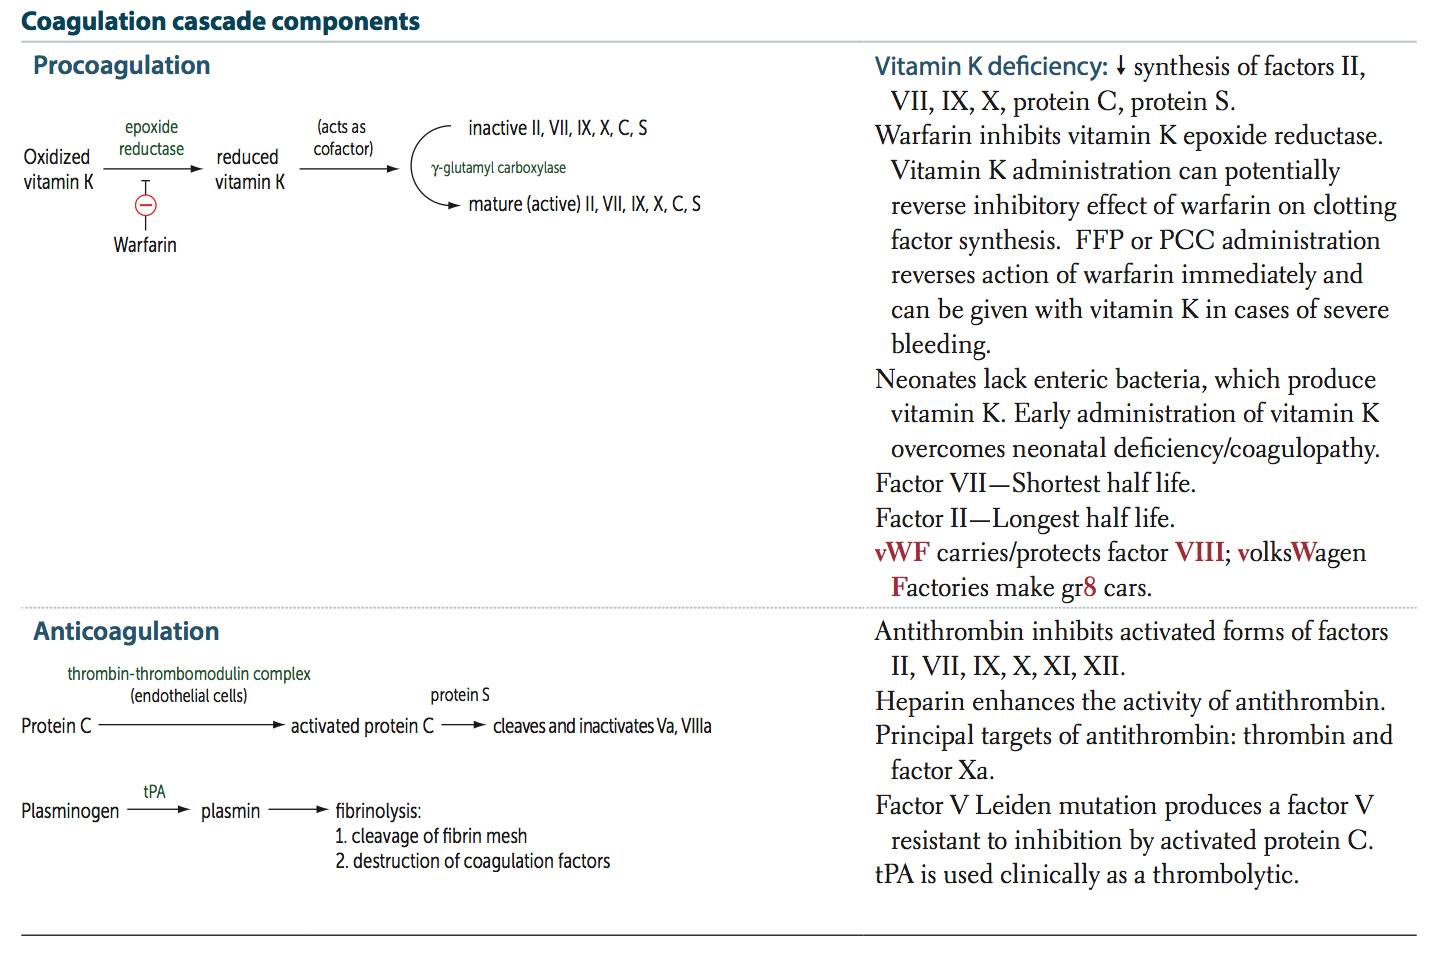 Coagulation cascade components
Procoagulation
epoxide
reductase
(acts as
cofactor)
Oxidized
vitamin K
reduced
vitamin K
inactive II, VII, IX, X, C, S
γ-glutamyl carboxylase
mature (active) II, VII, IX, X, C, S
Warfarin
Vitamin K deficiency: ↓ synthesis of factors II,
VII, IX, X, protein C, protein S.
Warfarin inhibits vitamin K epoxide reductase.
Vitamin K administration can potentially
reverse inhibitory effect of warfarin on clotting
factor synthesis. FFP or PCC administration
reverses action of warfarin immediately and
can be given with vitamin K in cases of severe
bleeding.
Neonates lack enteric bacteria, which produce
vitamin K. Early administration of vitamin K
overcomes neonatal deficiency/coagulopathy.
Factor VII—Shortest half life.
Factor II—Longest half life.
vWF carries/protects factor VIII; volksWagen
Factories make gr8 cars.
Anticoagulation
thrombin-thrombomodulin complex
(endothelial cells)
protein S
Protein C
activated protein C
cleaves and inactivates Va, VIIIa
tPA
Plasminogen
plasmin
fibrinolysis:
1. cleavage of fibrin mesh
2. destruction of coagulation factors
Antithrombin inhibits activated forms of factors
II, VII, IX, X, XI, XII.
Heparin enhances the activity of antithrombin.
Principal targets of antithrombin: thrombin and
factor Xa.
Factor V Leiden mutation produces a factor V
resistant to inhibition by activated protein C.
tPA is used clinically as a thrombolytic.